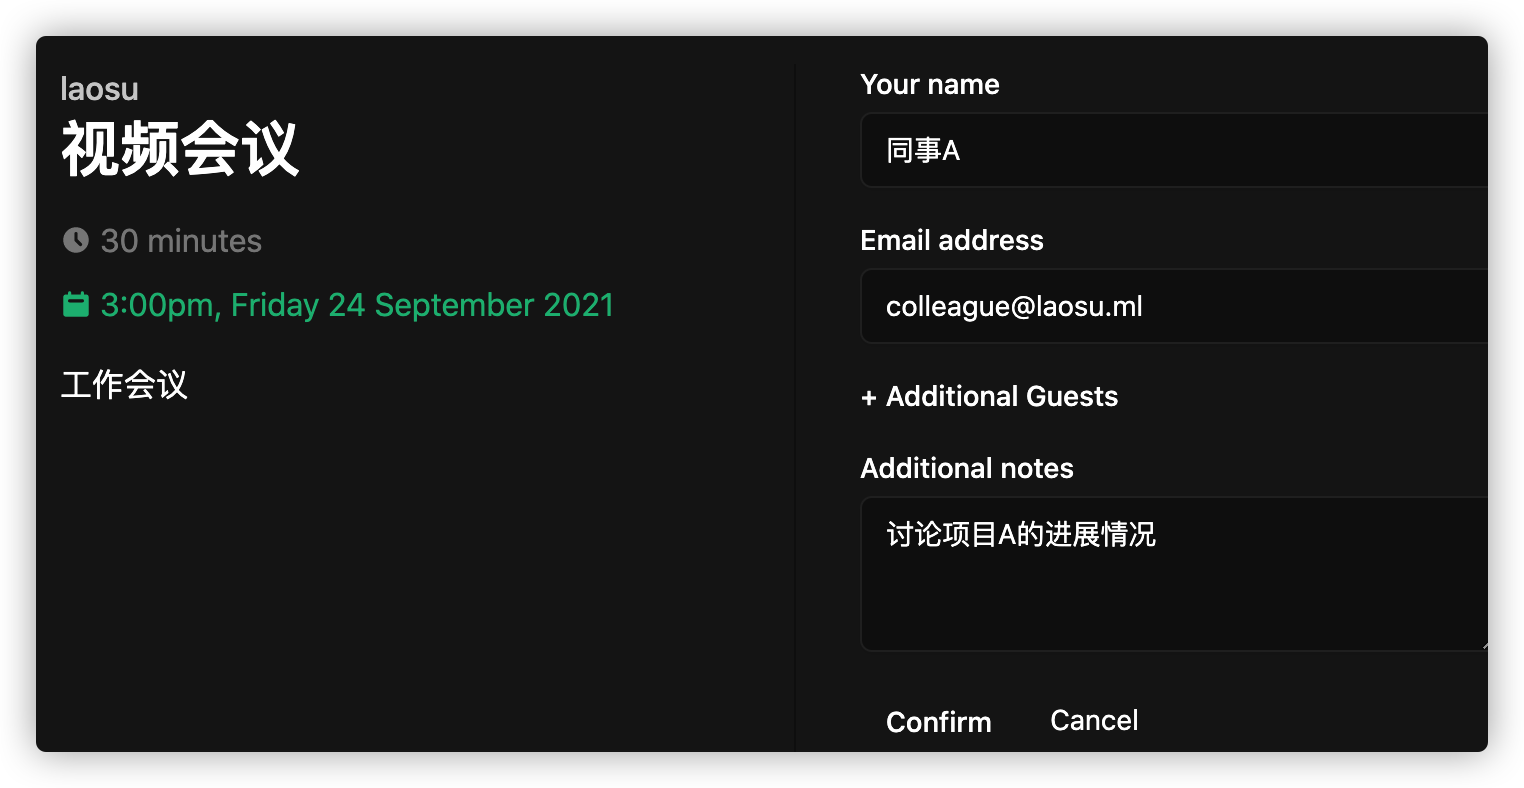 laosu
视频会议
30 minutes
3:00pm, Friday 24 September 2021
工作会议
Your name
同事A
Email address
colleague@laosu.ml
+ Additional Guests
Additional notes
讨论项目A的进展情况
Confirm
Cancel